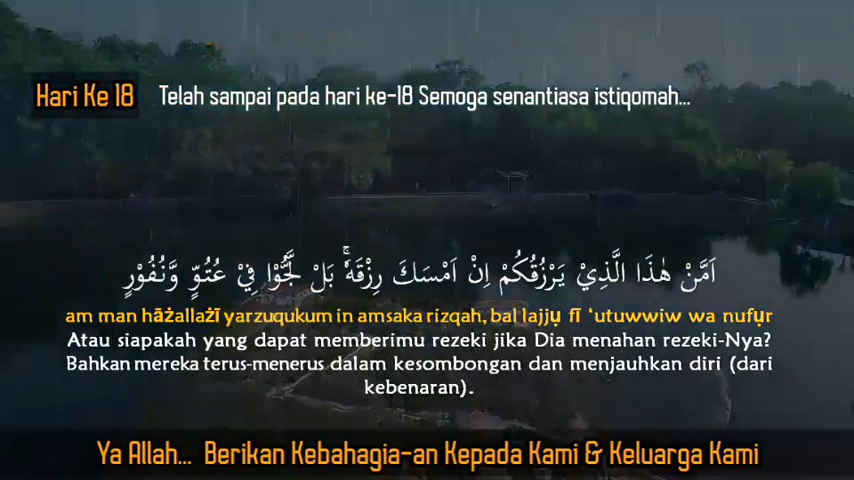 Hari Ke 18
Telah sampai pada hari ke-18 Semoga senantiasa istiqomah...
اَمَّنْ هٰذَا الَّذِيْ يَرْزُقُكُمْ اِنْ اَمْسَكَ رِزْقَهٗ ۚ بَلْ لَّجُّوْا فِيْ عُتُوٍّ وَّنُفُوْرٍ
am man hāżallażī yarzuqukum in amsaka rizqah, bal lajjụ fī ‘utuwwiw wa nufụr
Atau siapakah yang dapat memberimu rezeki jika Dia menahan rezeki-Nya?
Bahkan mereka terus-menerus dalam kesombongan dan menjauhkan diri (dari
kebenaran).
Ya Allah... Berikan Kebahagia-an Kepada Kami & Keluarga Kami